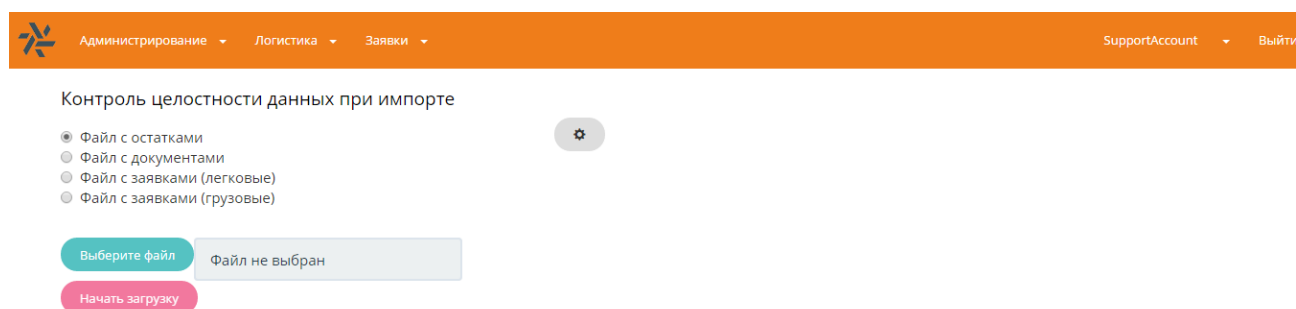 Администрирование Логистика Заявки SupportAccount Выйти
Контроль целостности данных при импорте
Файл с остатками
Файл с документами
Файл с заявками (легковые)
Файл с заявками (грузовые)
Выберите файл Файл не выбран
Начать загрузку